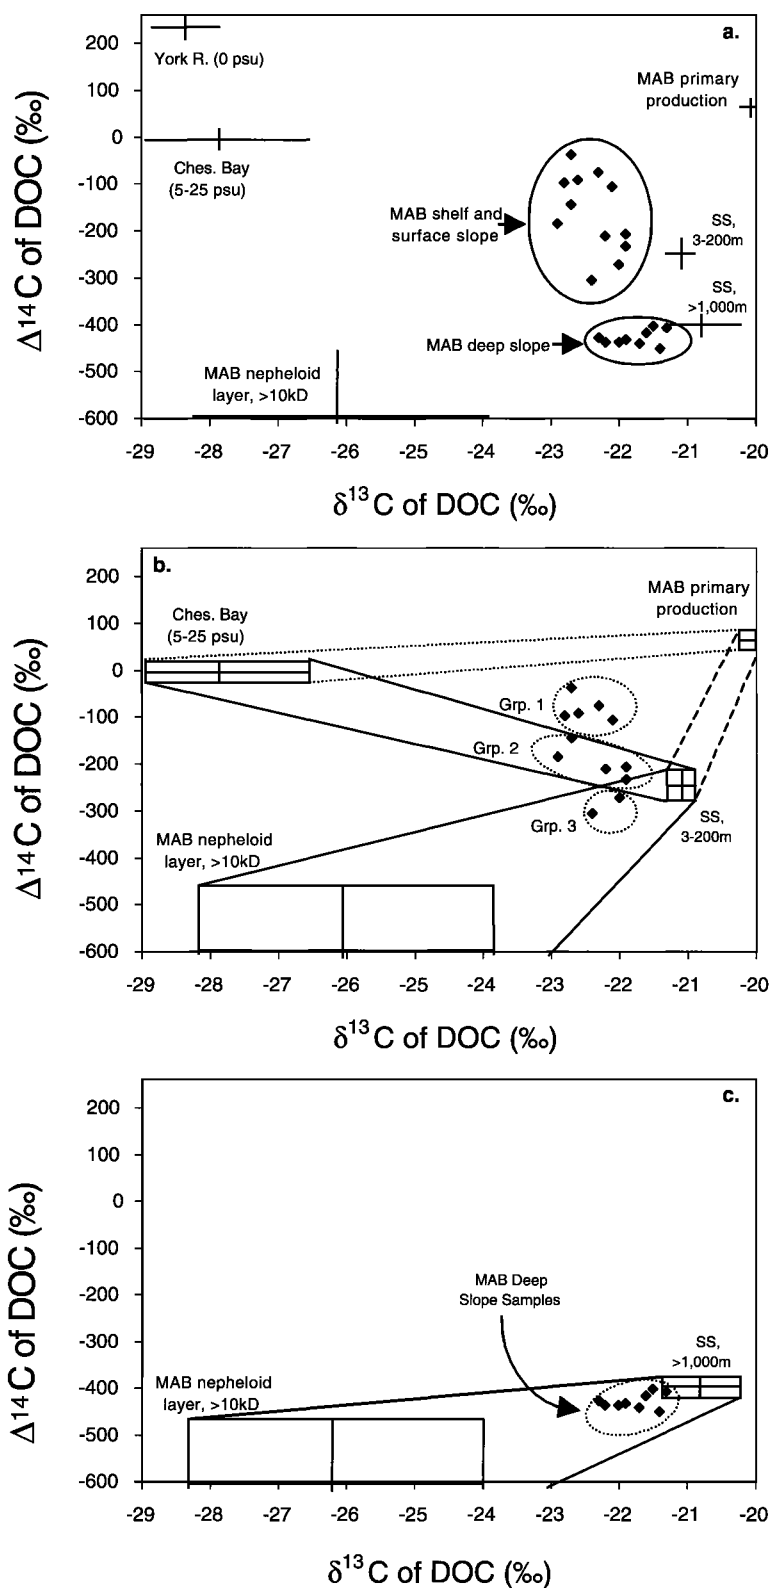 a.
200
100
0
-100
-200
-300
-400
-500
-600
Δ14C of DOC (‰)
York R. (0 psu)
MAB primary
production
Ches. Bay
(5-25 psu)
MAB shelf and
surface slope
SS,
3-200m
SS,
>1,000m
MAB deep slope
MAB nepheloid
layer, >10kD
-29 -28 -27 -26 -25 -24 -23 -22 -21 -20
δ13C of DOC (‰)
b.
200
100
0
-100
-200
-300
-400
-500
-600
Δ14C of DOC (‰)
MAB primary
production
Ches. Bay
(5-25 psu)
Grp. 1
Grp. 2
Grp. 3
SS,
3-200m
MAB nepheloid
layer, >10kD
-29 -28 -27 -26 -25 -24 -23 -22 -21 -20
δ13C of DOC (‰)
c.
200
100
0
-100
-200
-300
-400
-500
-600
Δ14C of DOC (‰)
MAB Deep
Slope Samples
SS,
>1,000m
MAB nepheloid
layer, >10kD
-29 -28 -27 -26 -25 -24 -23 -22 -21 -20
δ13C of DOC (‰)